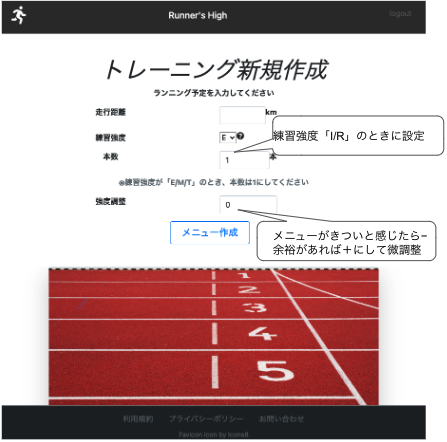 Runner's High
logout
トレーニング新規作成
ランニング予定を入力してください
走行距離 km
練習強度 E ?
練習強度「I/R」のときに設定
本数 1 本
※練習強度が「E/M/T」のとき、本数は1にしてください
強度調整 0
メニュー作成
メニューがきついと感じたら−
余裕があれば＋にして微調整
1
2
3
4
5
利用規約 プライバシーポリシー お問い合わせ
Favicon icon by Icons8